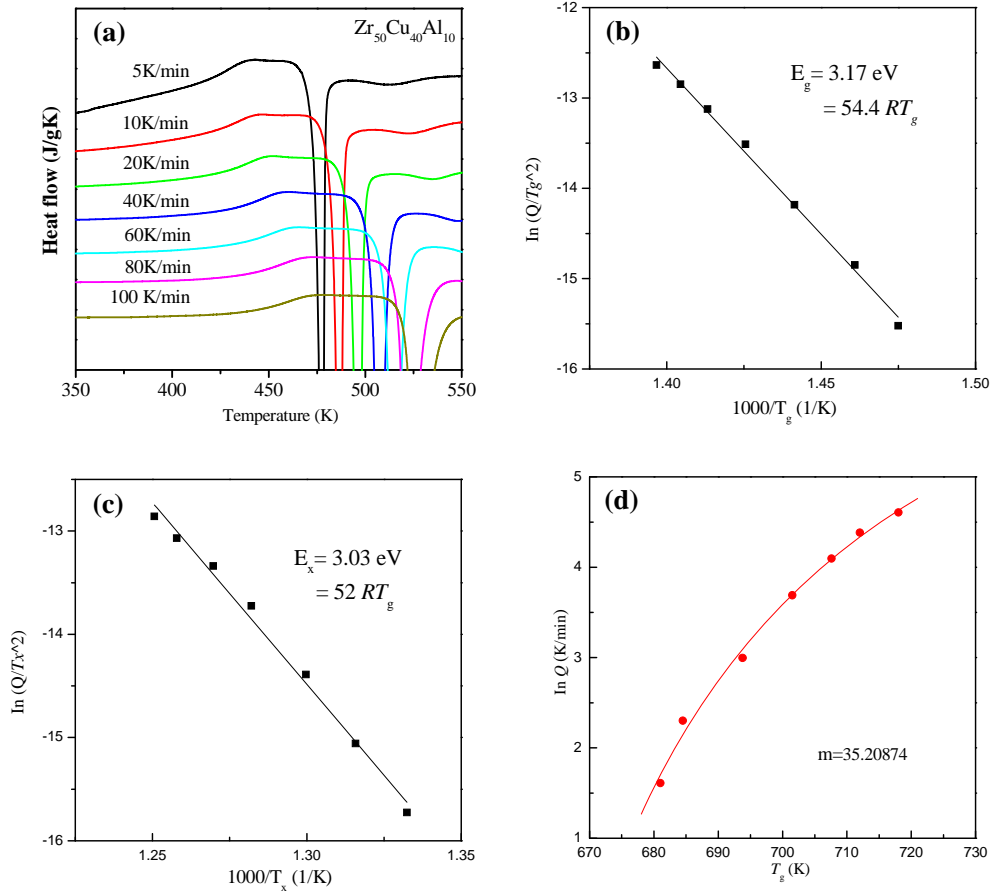 (a)
Zr50Cu40Al10
5K/min
10K/min
20K/min
40K/min
60K/min
80K/min
100 K/min
Heat flow (J/gK)
350 400 450 500 550
Temperature (K)
(b)
Eg = 3.17 eV
= 54.4 RTg
ln (Q/Tg^2)
-12
-13
-14
-15
-16
1.40 1.45 1.50
1000/Tg (1/K)
(c)
Ex= 3.03 eV
= 52 RTg
ln (Q/Tx^2)
-13
-14
-15
-16
1.25 1.30 1.35
1000/Tx (1/K)
(d)
ln Q (K/min)
5
4
3
2
1
m=35.20874
670 680 690 700 710 720 730
Tg (K)